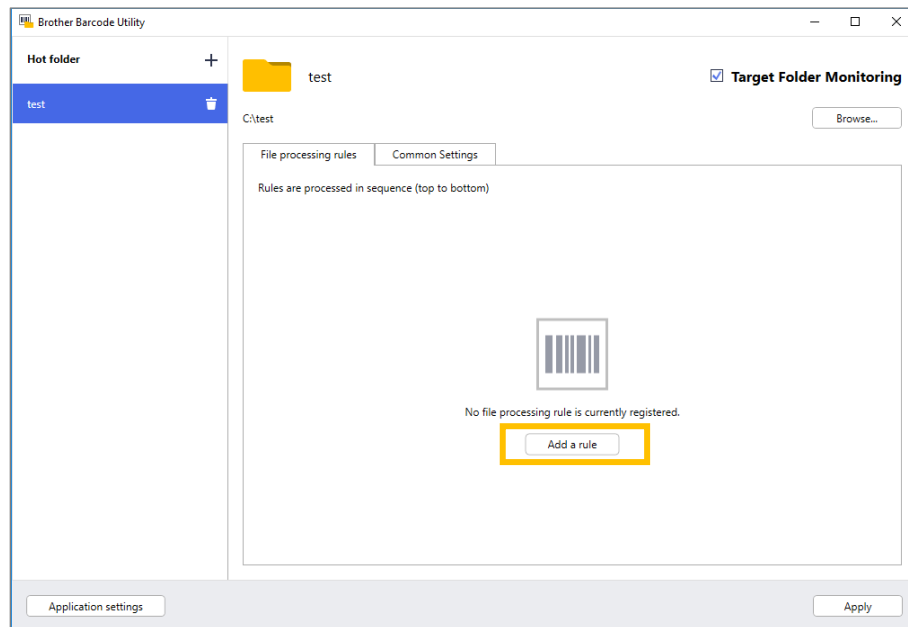 Brother Barcode Utility
Hot folder
test
test
Target Folder Monitoring
C:\test
Browse...
File processing rules
Common Settings
Rules are processed in sequence (top to bottom)
No file processing rule is currently registered.
Add a rule
Application settings
Apply